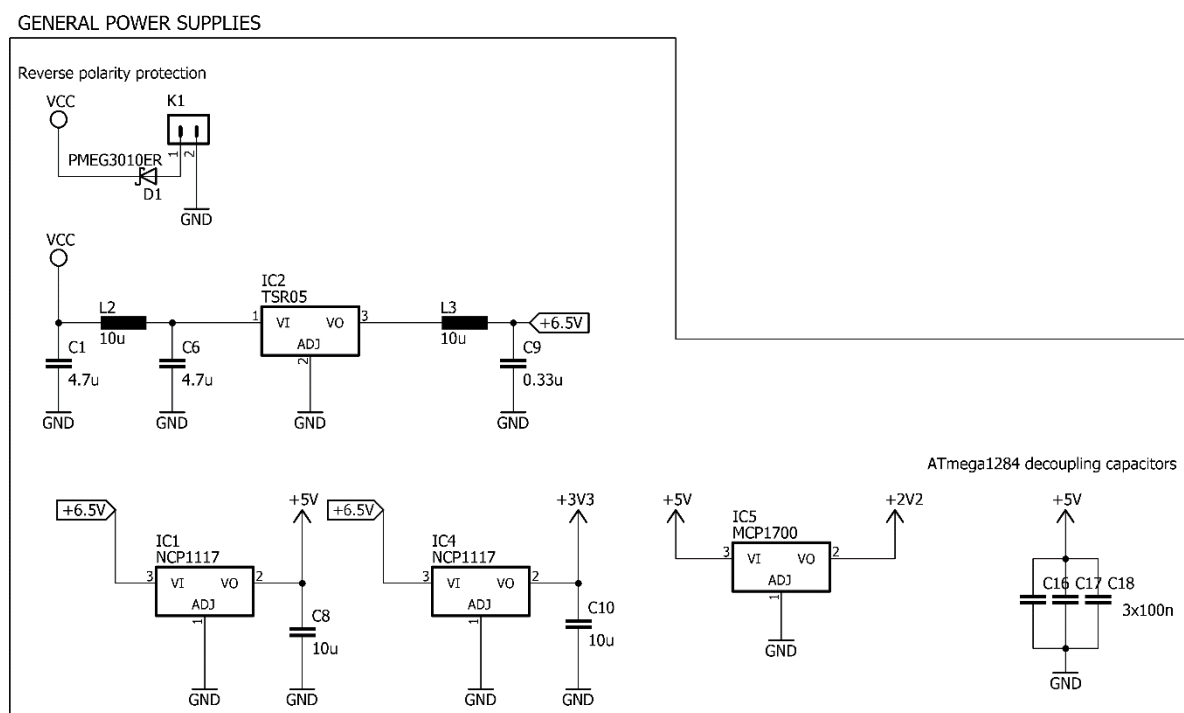 GENERAL POWER SUPPLIES
Reverse polarity protection
VCC
K1
1
2
PMEG3010ER
D1
GND
VCC
IC2
TSR05
L2
10u
1
VI
VO
3
ADJ
2
L3
10u
+6.5V
C1
4.7u
C6
4.7u
C9
0.33u
GND
GND
GND
GND
ATmega1284 decoupling capacitors
+6.5V
+5V
IC1
NCP1117
3
VI
VO
2
ADJ
1
C8
10u
GND
GND
+6.5V
+3V3
IC4
NCP1117
3
VI
VO
2
ADJ
1
C10
10u
GND
GND
+5V
+2V2
IC5
MCP1700
3
VI
VO
2
ADJ
1
GND
+5V
C16
C17
C18
3x100n
GND